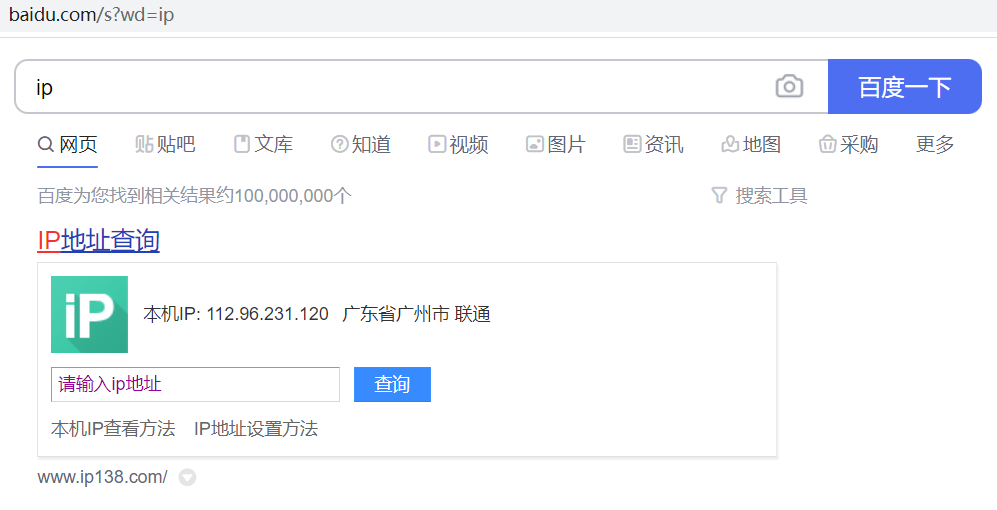 baidu.com/s?wd=ip
ip 百度一下
网页 贴吧 文库 知道 视频 图片 资讯 地图 采购 更多
百度为您找到相关结果约100,000,000个 搜索工具
IP地址查询
iP 本机IP: 112.96.231.120 广东省广州市 联通
请输入ip地址 查询
本机IP查看方法 IP地址设置方法
www.ip138.com/